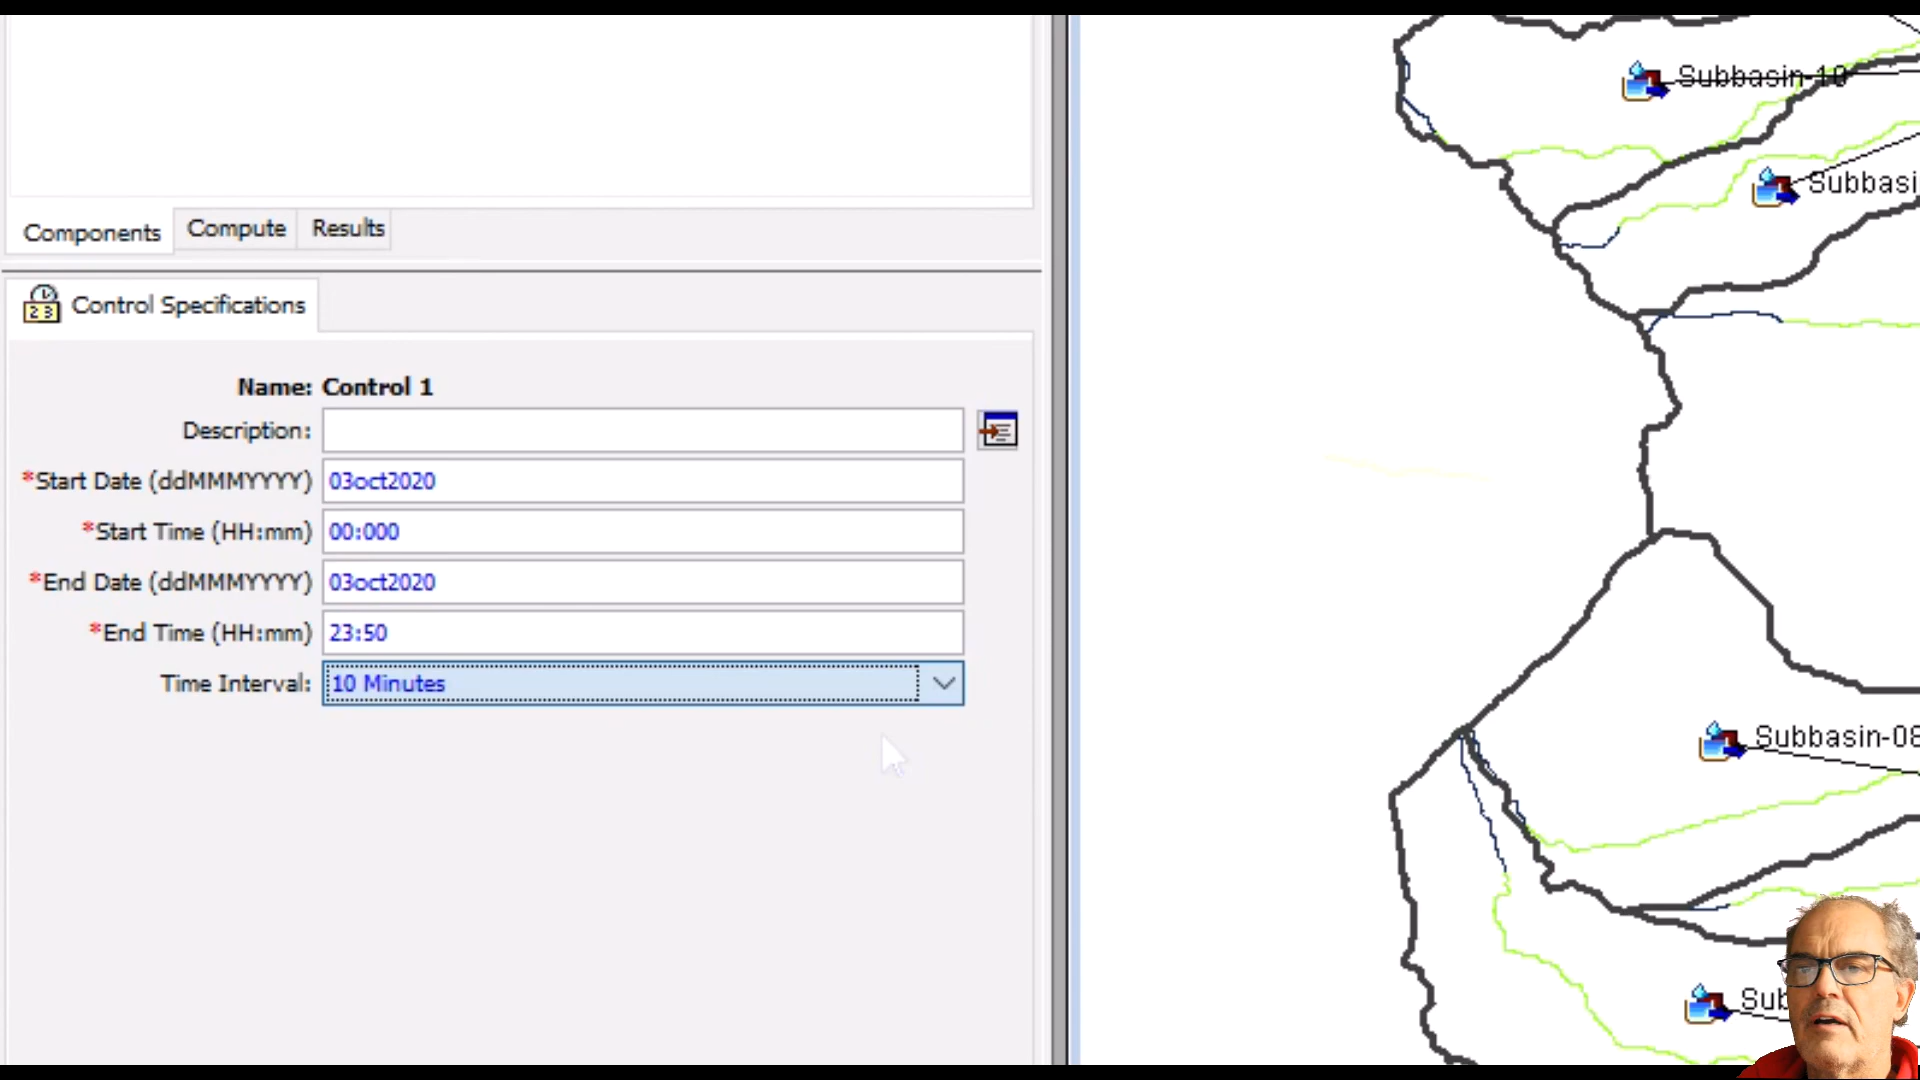 Subbasin-10
Subbasi
Components Compute Results
23 Control Specifications
Name: Control 1
Description:
*Start Date (ddMMMYYYY) 03oct2020
*Start Time (HH:mm) 00:000
*End Date (ddMMMYYYY) 03oct2020
*End Time (HH:mm) 23:50
Time Interval: 10 Minutes
Subbasin-08
Sub